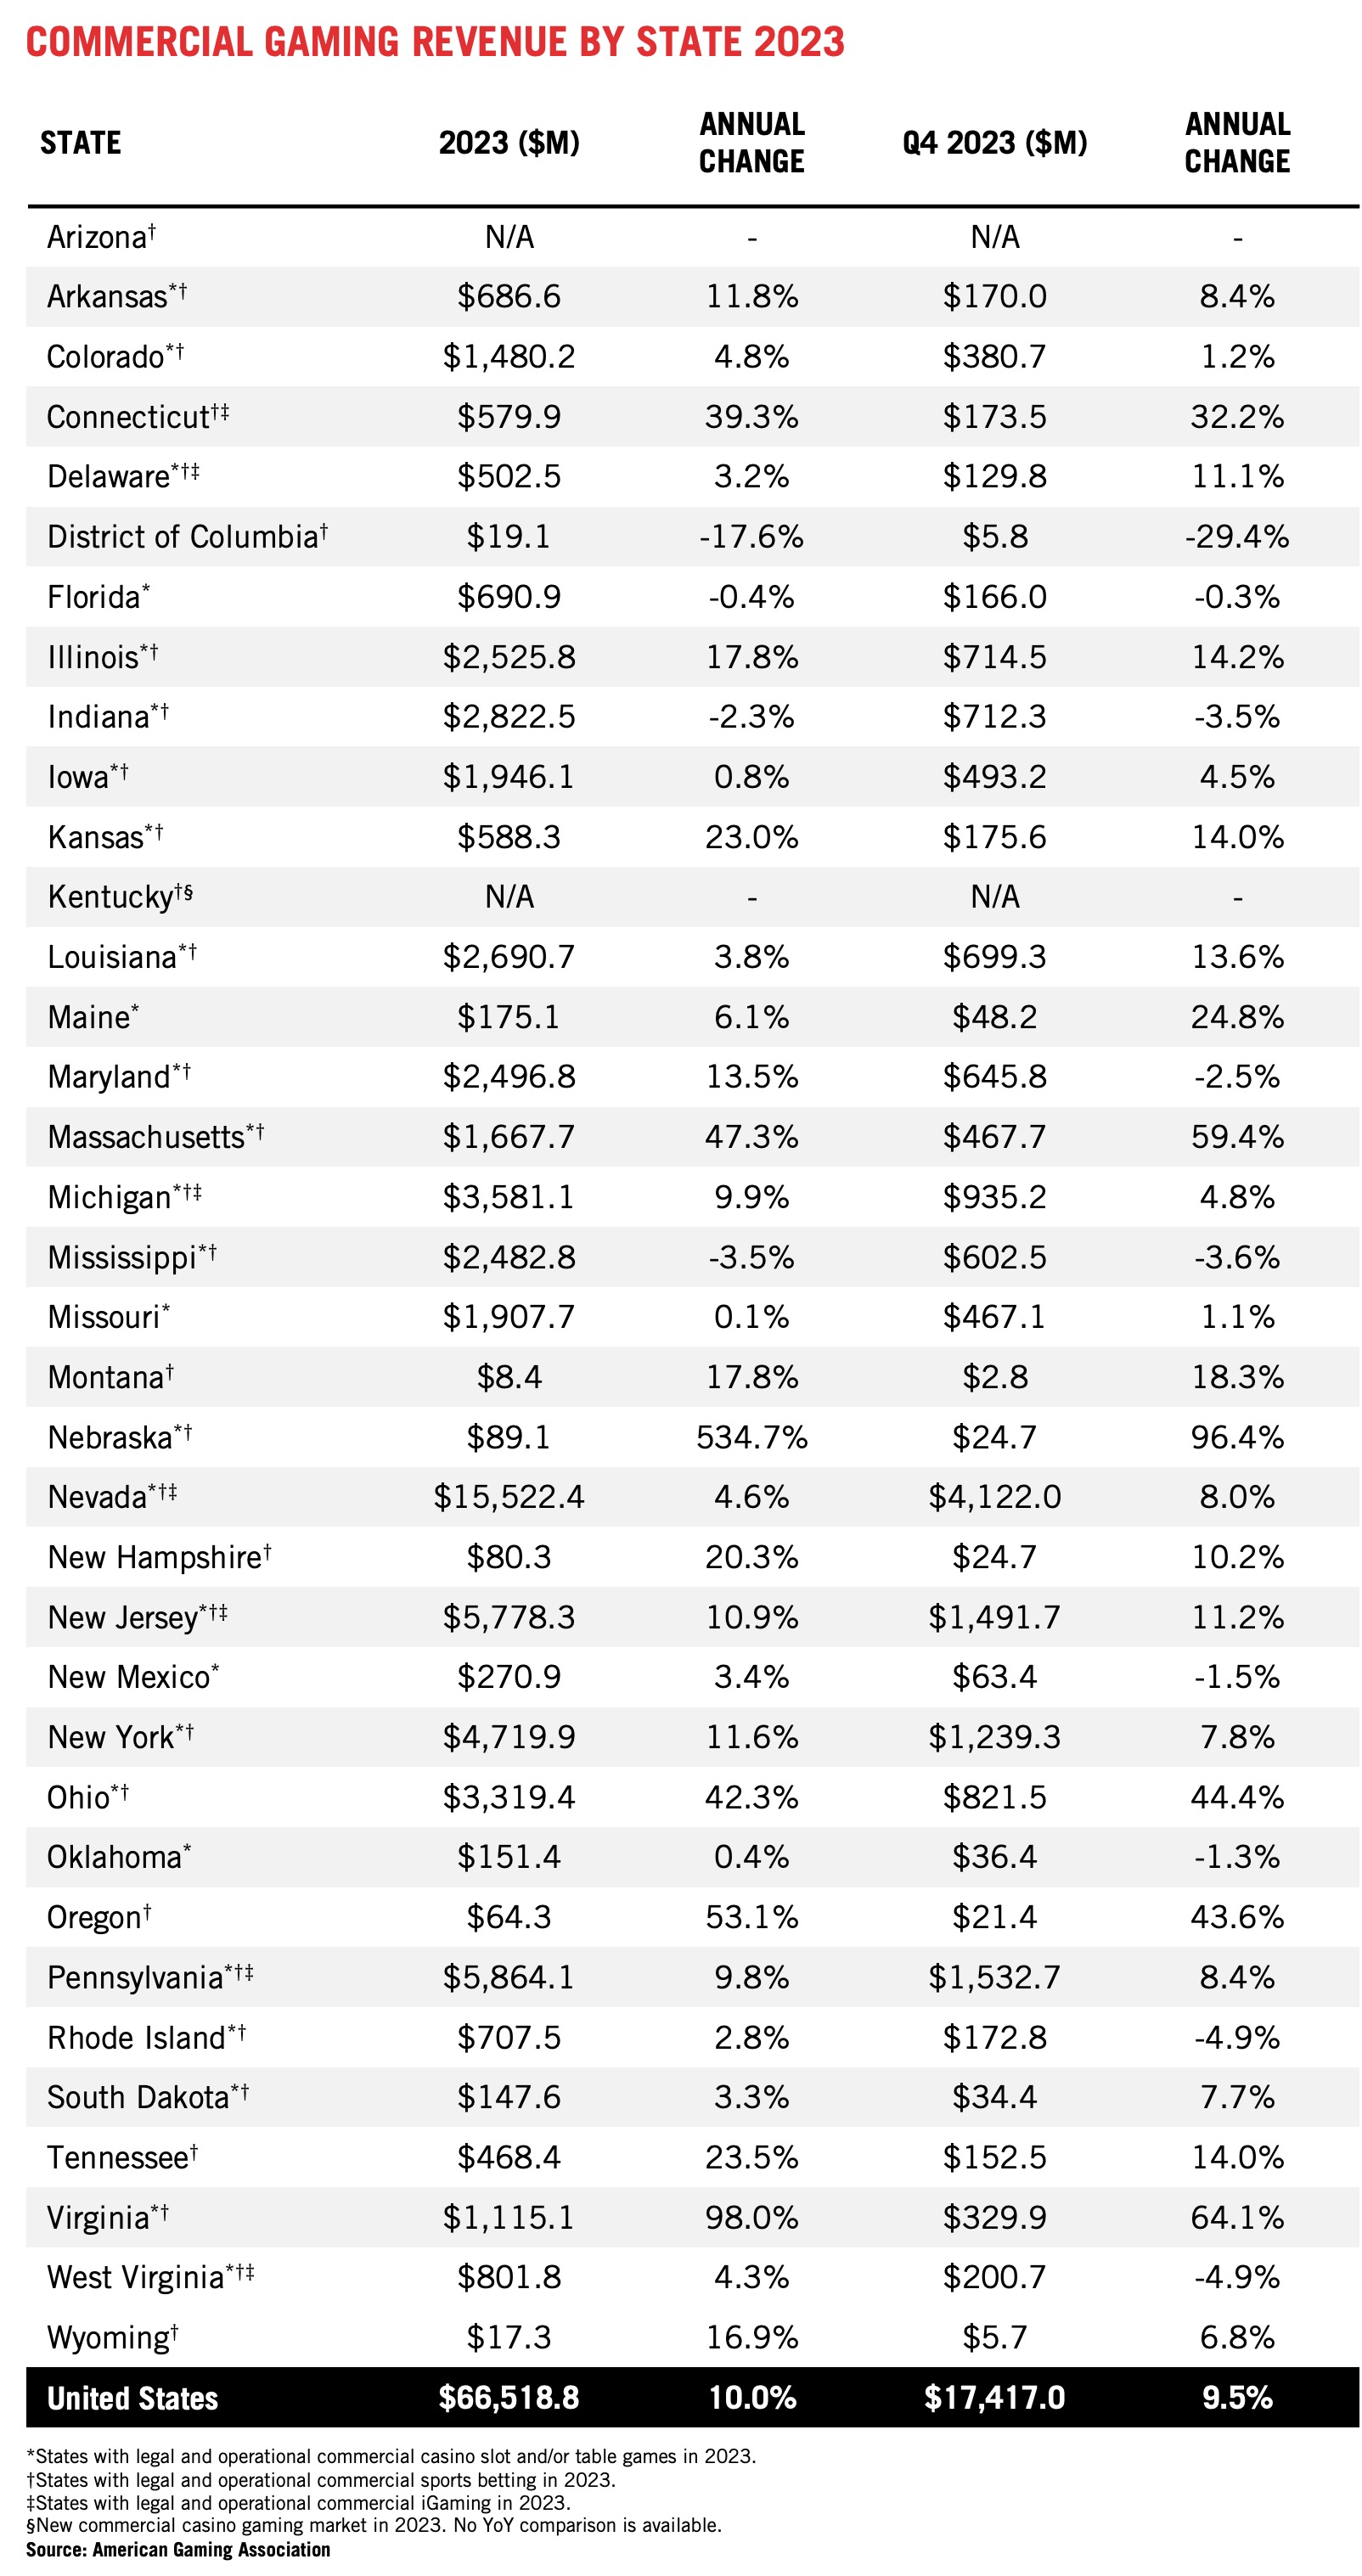 COMMERCIAL GAMING REVENUE BY STATE 2023
STATE 2023 ($M) ANNUAL CHANGE Q4 2023 ($M) ANNUAL CHANGE
Arizona† N/A - N/A -
Arkansas*† $686.6 11.8% $170.0 8.4%
Colorado*† $1,480.2 4.8% $380.7 1.2%
Connecticut†‡ $579.9 39.3% $173.5 32.2%
Delaware*†‡ $502.5 3.2% $129.8 11.1%
District of Columbia† $19.1 -17.6% $5.8 -29.4%
Florida* $690.9 -0.4% $166.0 -0.3%
Illinois*† $2,525.8 17.8% $714.5 14.2%
Indiana*† $2,822.5 -2.3% $712.3 -3.5%
Iowa*† $1,946.1 0.8% $493.2 4.5%
Kansas*† $588.3 23.0% $175.6 14.0%
Kentucky†§ N/A - N/A -
Louisiana*† $2,690.7 3.8% $699.3 13.6%
Maine* $175.1 6.1% $48.2 24.8%
Maryland*† $2,496.8 13.5% $645.8 -2.5%
Massachusetts*† $1,667.7 47.3% $467.7 59.4%
Michigan*†‡ $3,581.1 9.9% $935.2 4.8%
Mississippi*† $2,482.8 -3.5% $602.5 -3.6%
Missouri* $1,907.7 0.1% $467.1 1.1%
Montana† $8.4 17.8% $2.8 18.3%
Nebraska*† $89.1 534.7% $24.7 96.4%
Nevada*†‡ $15,522.4 4.6% $4,122.0 8.0%
New Hampshire† $80.3 20.3% $24.7 10.2%
New Jersey*†‡ $5,778.3 10.9% $1,491.7 11.2%
New Mexico* $270.9 3.4% $63.4 -1.5%
New York*† $4,719.9 11.6% $1,239.3 7.8%
Ohio*† $3,319.4 42.3% $821.5 44.4%
Oklahoma* $151.4 0.4% $36.4 -1.3%
Oregon† $64.3 53.1% $21.4 43.6%
Pennsylvania*†‡ $5,864.1 9.8% $1,532.7 8.4%
Rhode Island*† $707.5 2.8% $172.8 -4.9%
South Dakota*† $147.6 3.3% $34.4 7.7%
Tennessee† $468.4 23.5% $152.5 14.0%
Virginia*† $1,115.1 98.0% $329.9 64.1%
West Virginia*†‡ $801.8 4.3% $200.7 -4.9%
Wyoming† $17.3 16.9% $5.7 6.8%
United States $66,518.8 10.0% $17,417.0 9.5%
*States with legal and operational commercial casino slot and/or table games in 2023.
†States with legal and operational commercial sports betting in 2023.
‡States with legal and operational commercial iGaming in 2023.
§New commercial casino gaming market in 2023. No YoY comparison is available.
Source: American Gaming Association